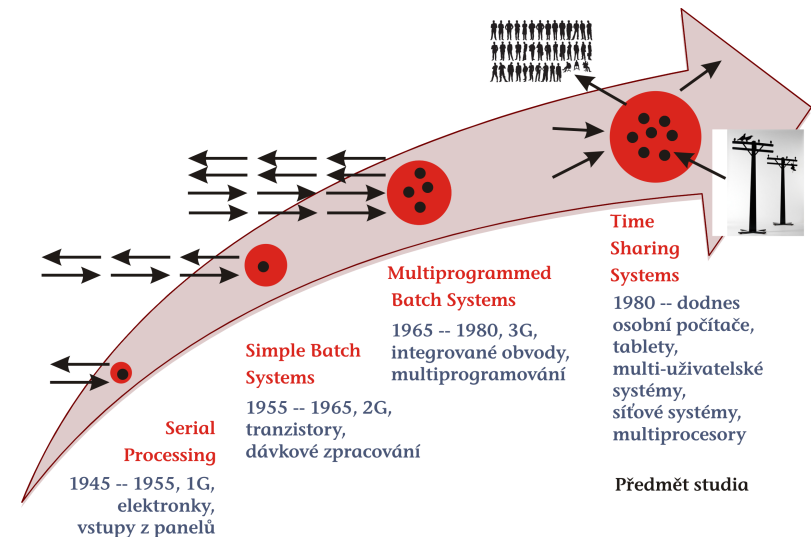 Serial
Processing
1945 -- 1955, 1G,
elektronky,
vstupy z panelů
Simple Batch
Systems
1955 -- 1965, 2G,
tranzistory,
dávkové zpracování
Multiprogrammed
Batch Systems
1965 -- 1980, 3G,
integrované obvody,
multiprogramování
Time
Sharing
Systems
1980 -- dodnes
osobní počítače,
tablety,
multi-uživatelské
systémy,
síťové systémy,
multiprocesory
Předmět studia